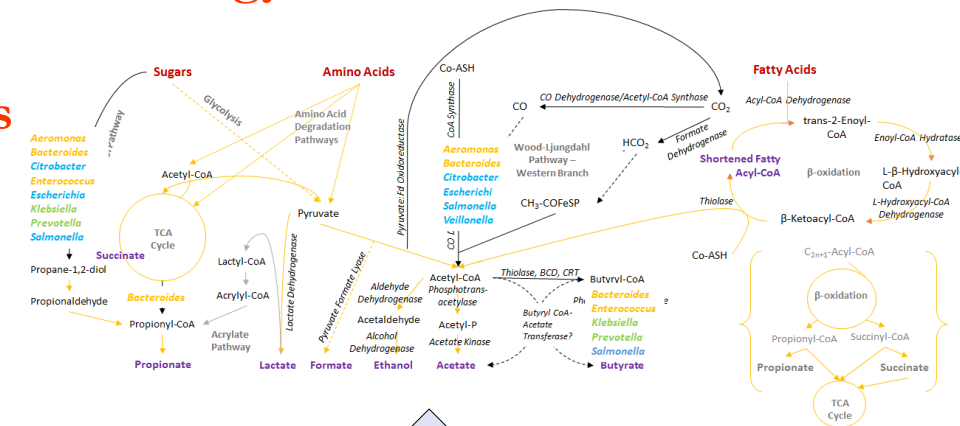 s
Sugars
Amino Acids
Fatty Acids
Glycolysis
Pathway
Aeromonas
Bacteroides
Citrobacter
Enterococcus
Escherichia
Klebsiella
Prevotella
Salmonella
Propane-1,2-diol
Propionaldehyde
Acetyl-CoA
TCA
Cycle
Succinate
Bacteroides
Propionyl-CoA
Propionate
Lactyl-CoA
Acrylyl-CoA
Acrylate
Pathway
Amino Acid
Degradation
Pathways
Pyruvate
Lactate Dehydrogenase
Pyruvate Formate Lyase
Pyruvate:Fd Oxidoreductase
Lactate
Formate
Ethanol
Acetate
Butyrate
Co-ASH
CoA Synthase
Aeromonas
Bacteroides
Citrobacter
Escherichi
Salmonella
Veillonella
CO L
Acetyl-CoA
Phosphotrans-
acetylase
Acetyl-P
Acetate Kinase
Aldehyde
Dehydrogenase
Acetaldehyde
Alcohol
Dehydrogenase
CO
CO Dehydrogenase/Acetyl-CoA Synthase
CO2
HCO2
Formate
Dehydrogenase
Wood-Ljungdahl
Pathway –
Western Branch
CH3-COFeSP
Thiolase, BCD, CRT
Butyryl-CoA
Butyryl CoA-
Acetate
Transferase?
Bacteroides
Enterococcus
Klebsiella
Prevotella
Salmonella
Acyl-CoA Dehydrogenase
trans-2-Enoyl-
CoA
Enoyl-CoA Hydratase
Shortened Fatty
Acyl-CoA
β-oxidation
L-β-Hydroxyacyl-
CoA
L-Hydroxyacyl-CoA
Dehydrogenase
Thiolase
β-Ketoacyl-CoA
Co-ASH
C2n+1-Acyl-CoA
β-oxidation
Propionyl-CoA
Succinyl-CoA
Propionate
Succinate
TCA
Cycle